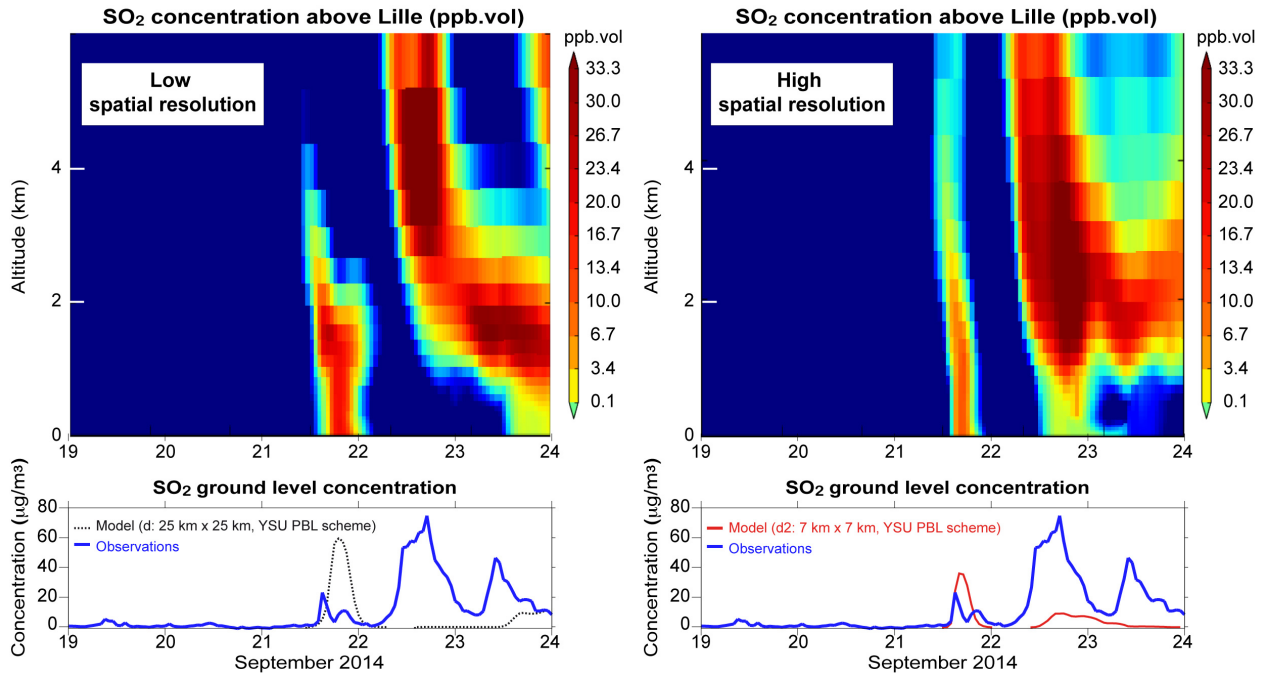 SO₂ concentration above Lille (ppb.vol)
Low
spatial resolution
ppb.vol
33.3
30.0
26.7
23.4
20.0
16.7
13.4
10.0
6.7
3.4
0.1
Altitude (km)
4
2
0
19 20 21 22 23 24
SO₂ concentration above Lille (ppb.vol)
High
spatial resolution
ppb.vol
33.3
30.0
26.7
23.4
20.0
16.7
13.4
10.0
6.7
3.4
0.1
Altitude (km)
4
2
0
19 20 21 22 23 24
SO₂ ground level concentration
Concentration (µg/m³)
80
60
40
20
0
Model (d: 25 km x 25 km, YSU PBL scheme)
Observations
19 20 21 22 23 24
September 2014
SO₂ ground level concentration
Concentration (µg/m³)
80
60
40
20
0
Model (d2: 7 km x 7 km, YSU PBL scheme)
Observations
19 20 21 22 23 24
September 2014